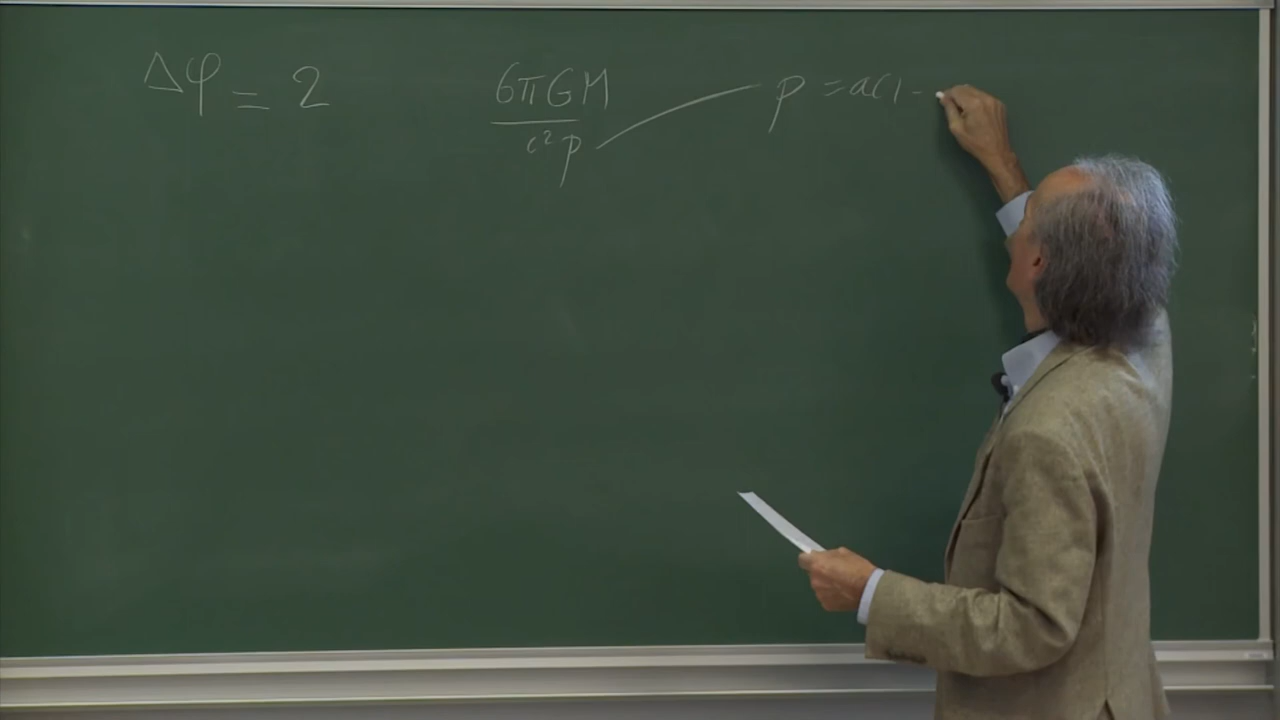 Δφ = 2 6πGM p = a(1-
c²p